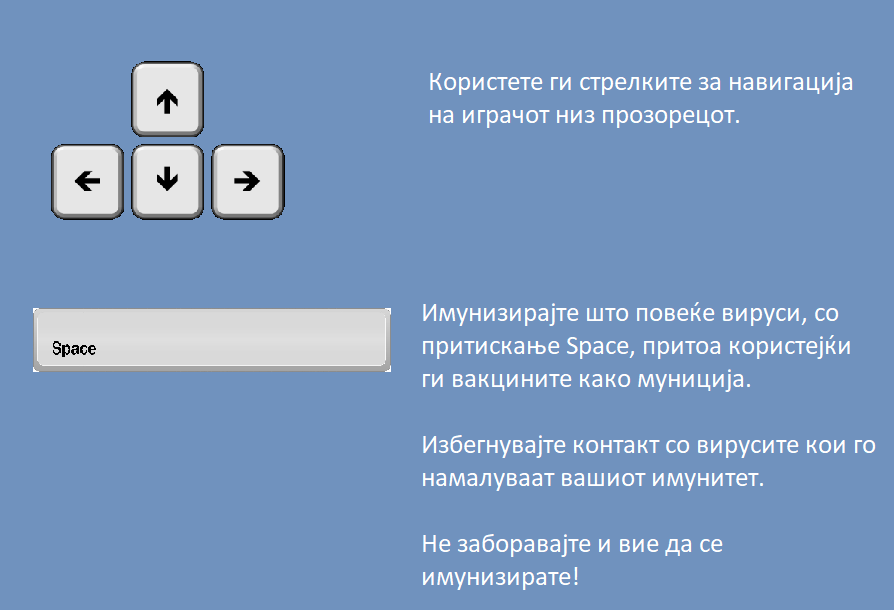 Користете ги стрелките за навигација
на играчот низ прозорецот.
Space
Имунизирајте што повеќе вируси, со
притискање Space, притоа користејќи
ги вакцините како муниција.
Избегнувајте контакт со вирусите кои го
намалуваат вашиот имунитет.
Не заборавајте и вие да се
имунизирате!